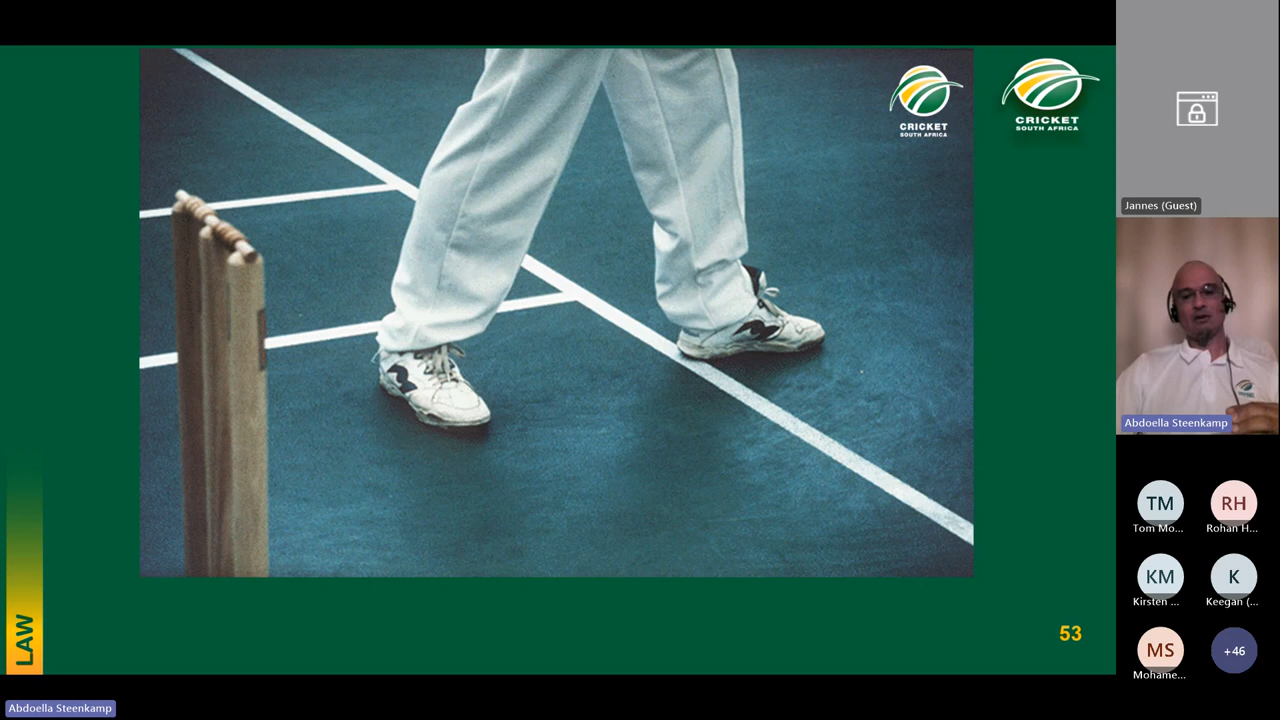 CRICKET
SOUTH AFRICA
CRICKET
SOUTH AFRICA
LAW
53
Abdoella Steenkamp
Jannes (Guest)
Abdoella Steenkamp
TM
Tom Mo...
RH
Rohan H...
KM
Kirsten ...
K
Keegan (...
MS
Mohame...
+46